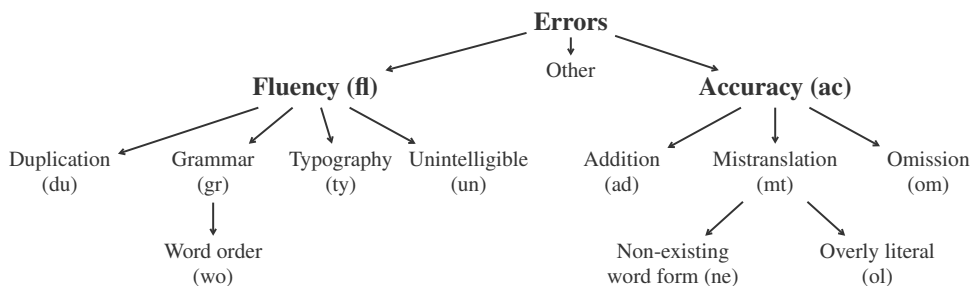 Errors
Other
Fluency (fl)
Accuracy (ac)
Duplication
(du)
Grammar
(gr)
Typography
(ty)
Unintelligible
(un)
Addition
(ad)
Mistranslation
(mt)
Omission
(om)
Word order
(wo)
Non-existing
word form (ne)
Overly literal
(ol)